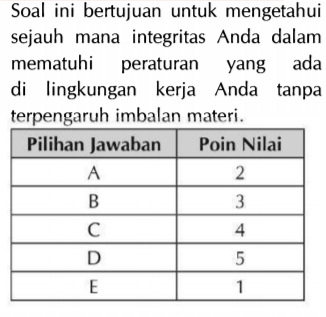 Soal ini bertujuan untuk mengetahui
sejauh mana integritas Anda dalam
mematuhi peraturan yang ada
di lingkungan kerja Anda tanpa
terpengaruh imbalan materi.
Pilihan Jawaban Poin Nilai
A 2
B 3
C 4
D 5
E 1